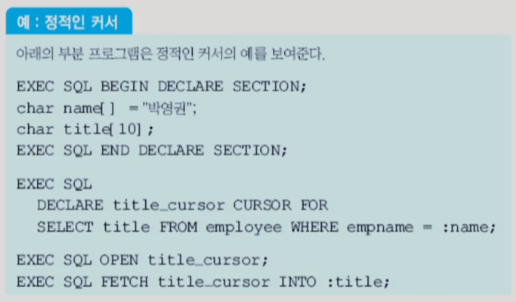 예 : 정적인 커서
아래의 부분 프로그램은 정적인 커서의 예를 보여준다.
EXEC SQL BEGIN DECLARE SECTION;
char name[] = "박영권";
char title[10];
EXEC SQL END DECLARE SECTION;
EXEC SQL
DECLARE title_cursor CURSOR FOR
SELECT title FROM employee WHERE empname = :name;
EXEC SQL OPEN title_cursor;
EXEC SQL FETCH title_cursor INTO :title;